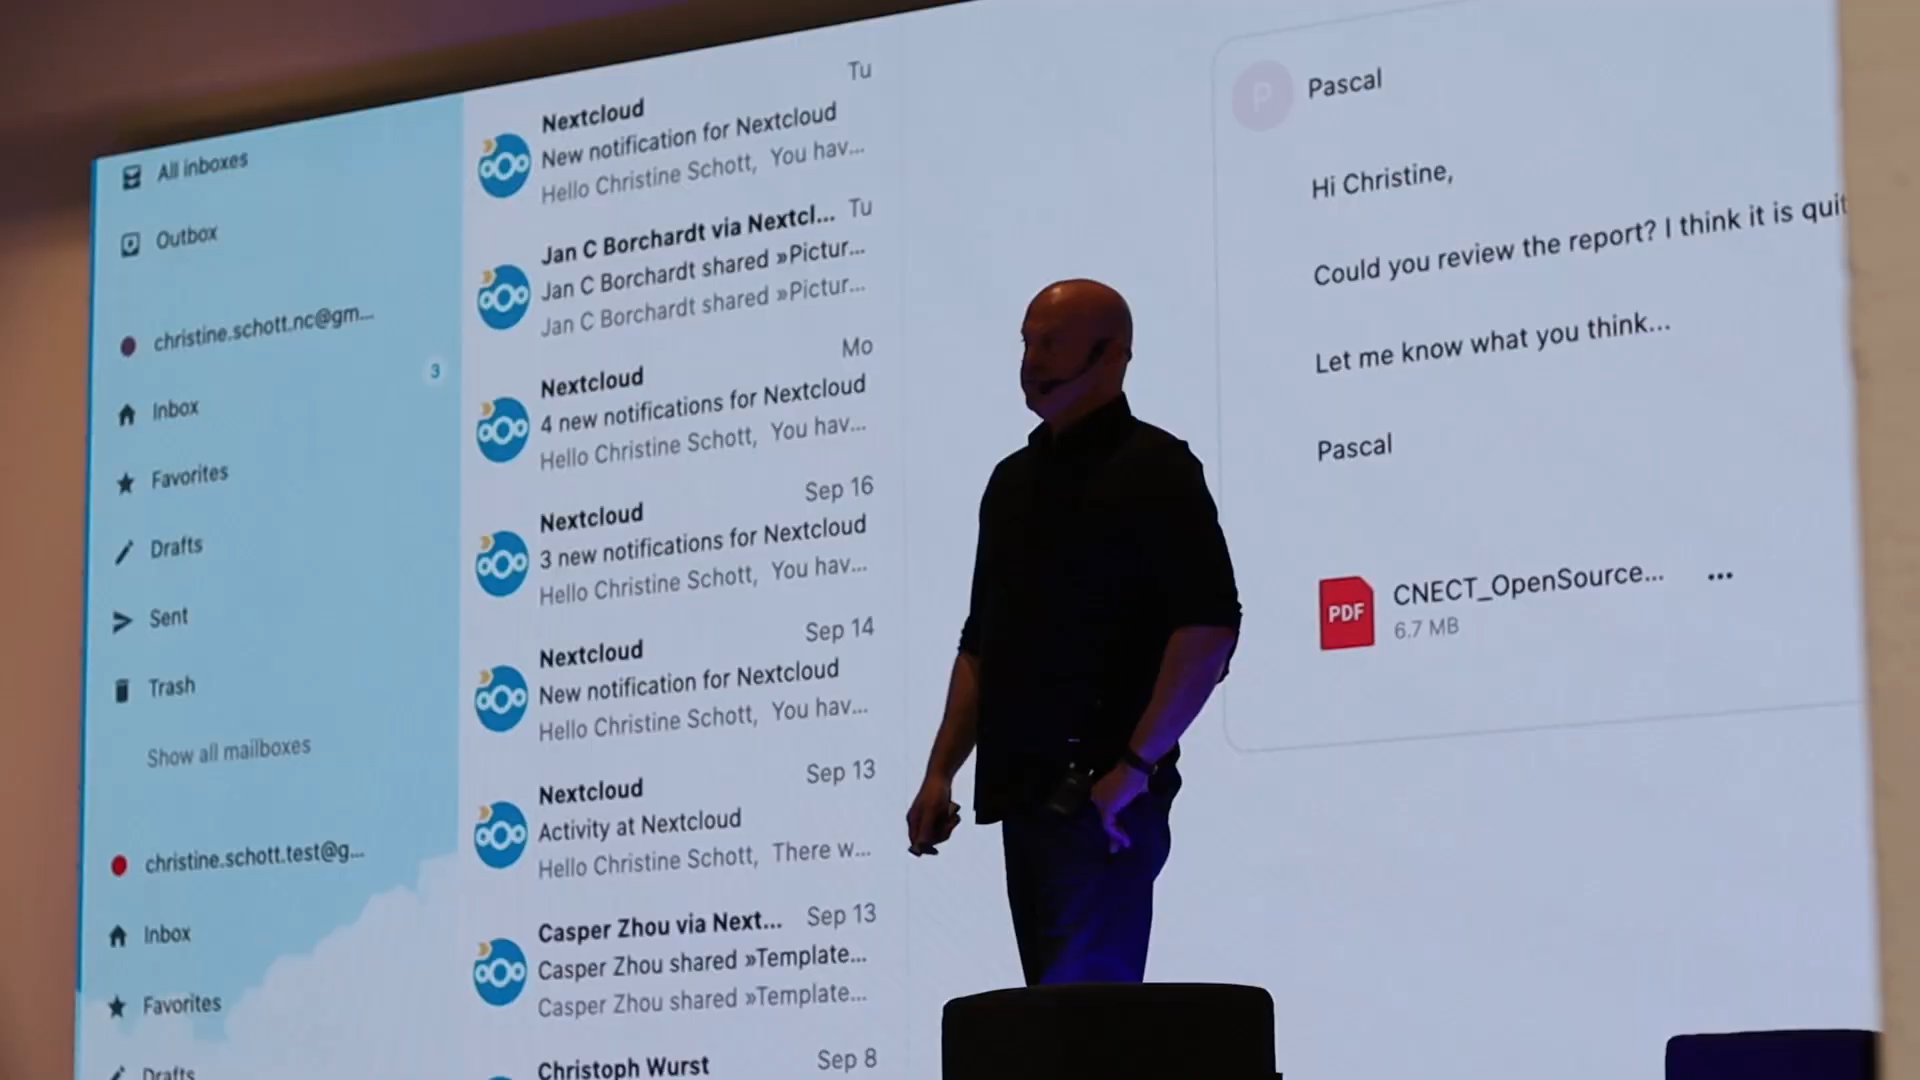 All inboxes
Outbox
christine.schott.nc@gm...
3
Inbox
Favorites
Drafts
Sent
Trash
Show all mailboxes
christine.schott.test@g...
Inbox
Favorites
Drafts
Tu
Nextcloud
New notification for Nextcloud
Hello Christine Schott, You hav...
Jan C Borchardt via Nextcl... Tu
Jan C Borchardt shared »Pictur...
Jan C Borchardt shared »Pictur...
Mo
Nextcloud
4 new notifications for Nextcloud
Hello Christine Schott, You hav...
Sep 16
Nextcloud
3 new notifications for Nextcloud
Hello Christine Schott, You hav...
Sep 14
Nextcloud
New notification for Nextcloud
Hello Christine Schott, You hav...
Sep 13
Nextcloud
Activity at Nextcloud
Hello Christine Schott, There w...
Casper Zhou via Next... Sep 13
Casper Zhou shared »Template...
Casper Zhou shared »Template...
Christoph Wurst Sep 8
P Pascal
Hi Christine,
Could you review the report? I think it is quit
Let me know what you think...
Pascal
PDF
CNECT_OpenSource... ...
6.7 MB